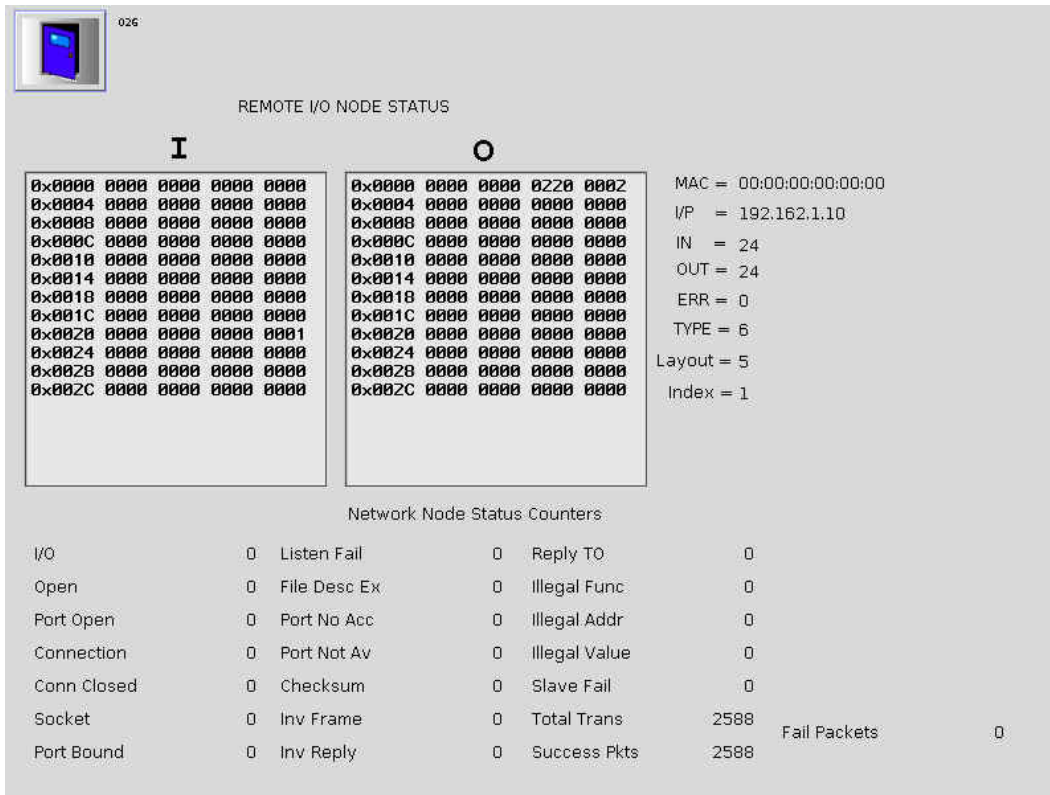 026
REMOTE I/O NODE STATUS
I
O
0x0000 0000 0000 0000 0000
0x0004 0000 0000 0000 0000
0x0008 0000 0000 0000 0000
0x000C 0000 0000 0000 0000
0x0010 0000 0000 0000 0000
0x0014 0000 0000 0000 0000
0x0018 0000 0000 0000 0000
0x001C 0000 0000 0000 0000
0x0020 0000 0000 0000 0001
0x0024 0000 0000 0000 0000
0x0028 0000 0000 0000 0000
0x002C 0000 0000 0000 0000
0x0000 0000 0000 0220 0002
0x0004 0000 0000 0000 0000
0x0008 0000 0000 0000 0000
0x000C 0000 0000 0000 0000
0x0010 0000 0000 0000 0000
0x0014 0000 0000 0000 0000
0x0018 0000 0000 0000 0000
0x001C 0000 0000 0000 0000
0x0020 0000 0000 0000 0000
0x0024 0000 0000 0000 0000
0x0028 0000 0000 0000 0000
0x002C 0000 0000 0000 0000
MAC = 00:00:00:00:00:00
I/P = 192.162.1.10
IN = 24
OUT = 24
ERR = 0
TYPE = 6
Layout = 5
Index = 1
Network Node Status Counters
I/O 0 Listen Fail 0 Reply TO 0
Open 0 File Desc Ex 0 Illegal Func 0
Port Open 0 Port No Acc 0 Illegal Addr 0
Connection 0 Port Not Av 0 Illegal Value 0
Conn Closed 0 Checksum 0 Slave Fail 0
Socket 0 Inv Frame 0 Total Trans 2588
Fail Packets 0
Port Bound 0 Inv Reply 0 Success Pkts 2588